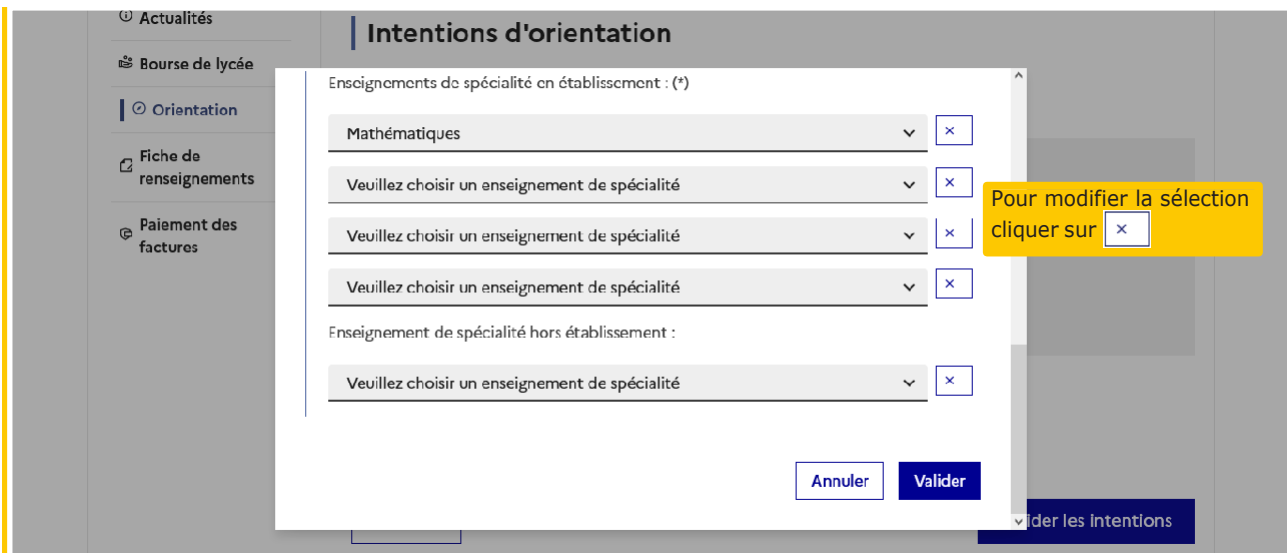 Actualités
Intentions d'orientation
Bourse de lycée
Orientation
Fiche de
renseignements
Paiement des
factures
Enseignements de spécialité en établissement : (*)
Mathématiques
Veuillez choisir un enseignement de spécialité
Veuillez choisir un enseignement de spécialité
Veuillez choisir un enseignement de spécialité
Enseignement de spécialité hors établissement :
Veuillez choisir un enseignement de spécialité
Pour modifier la sélection
cliquer sur ×
Annuler
Valider
ider les intentions